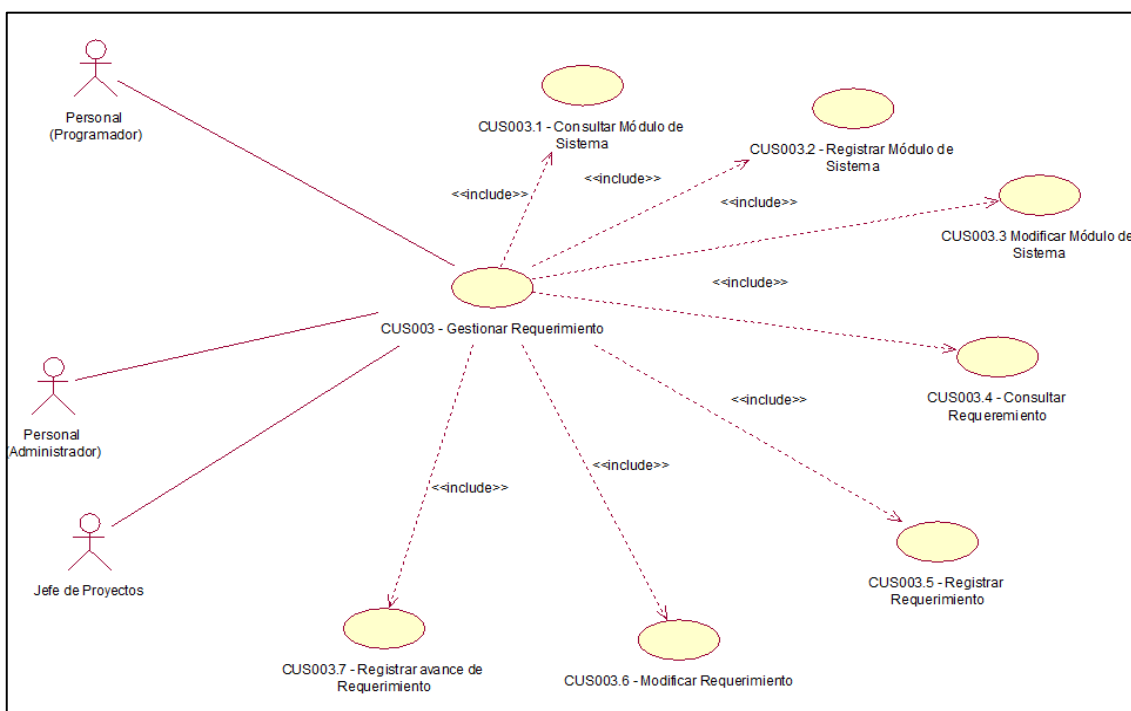 Personal
(Programador)
CUS003.1 - Consultar Módulo de
Sistema
CUS003.2 - Registrar Módulo de
Sistema
<<include>>
<<include>>
<<include>>
CUS003.3 Modificar Módulo de
Sistema
<<include>>
CUS003 - Gestionar Requerimiento
CUS003.4 - Consultar
Requeremiento
<<include>>
Personal
(Administrador)
<<include>>
<<include>>
CUS003.5 - Registrar
Requerimiento
Jefe de Proyectos
CUS003.7 - Registrar avance de
Requerimiento
CUS003.6 - Modificar Requerimiento